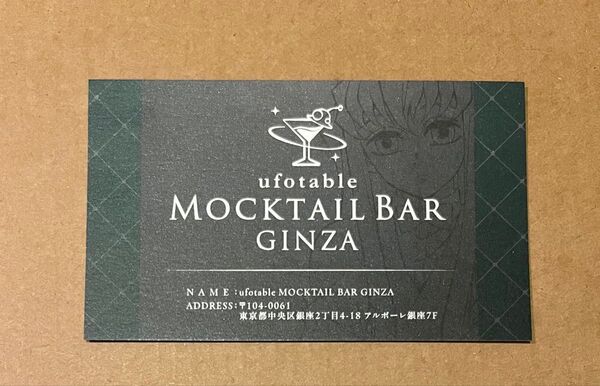 ufotable
MOCKTAIL BAR
GINZA
NAME:ufotable MOCKTAIL BAR GINZA
ADDRESS:〒104-0061
東京都中央区銀座2丁目4-18 アルボーレ銀座7F